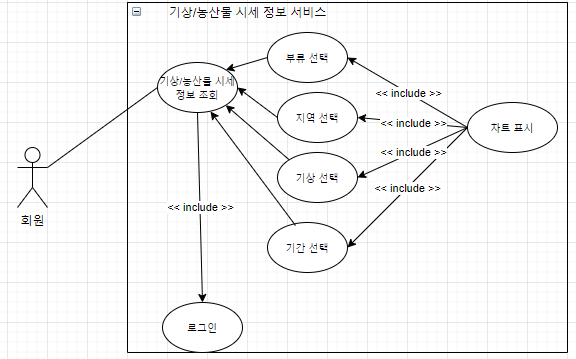 기상/농산물 시세 정보 서비스
부류 선택
기상/농산물 시세
정보 조회
<< include >>
지역 선택
<< include >>
차트 표시
<< include >>
기상 선택
<< include >>
<< include >>
회원
기간 선택
로그인